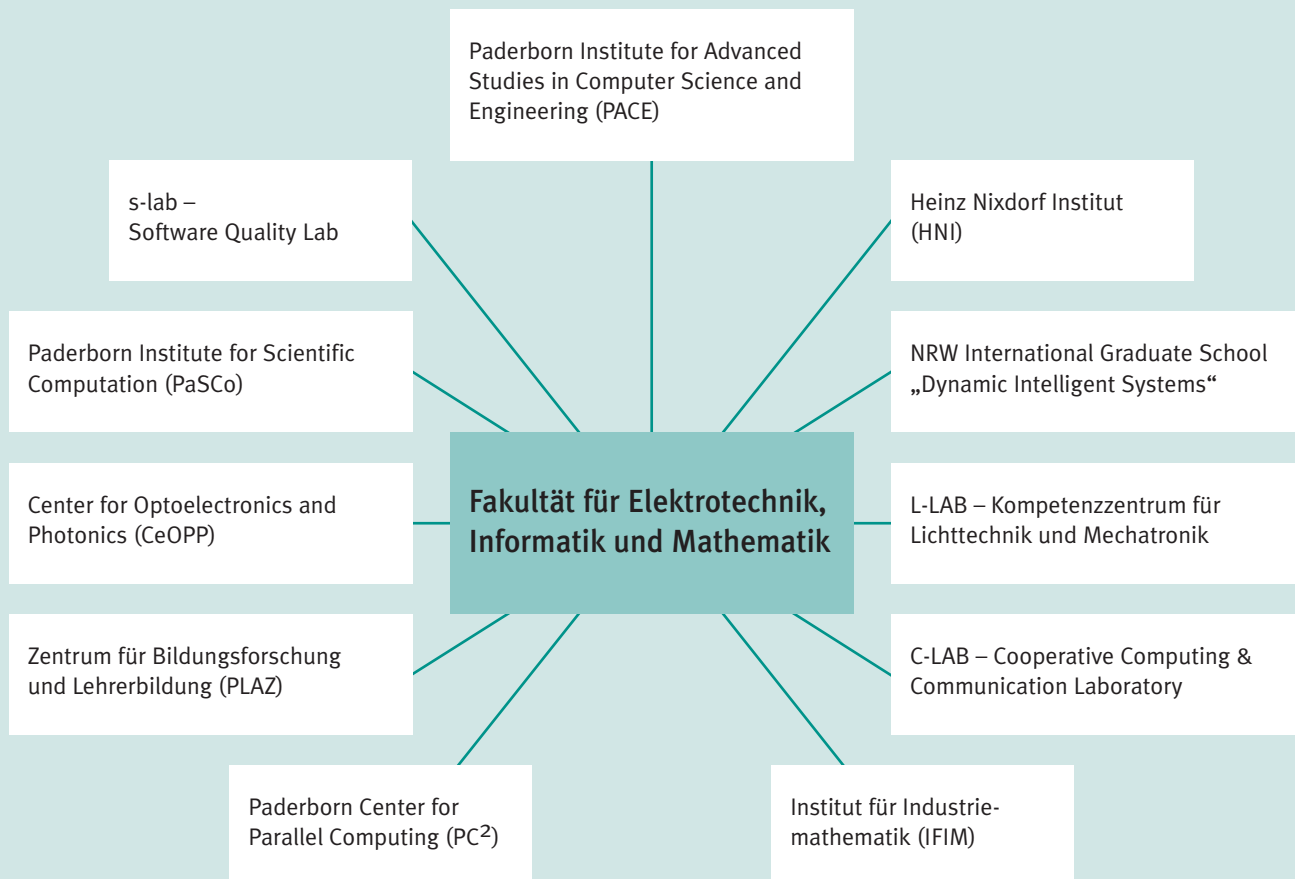 Paderborn Institute for Advanced
Studies in Computer Science and
Engineering (PACE)
s-lab –
Software Quality Lab
Heinz Nixdorf Institut
(HNI)
Paderborn Institute for Scientific
Computation (PaSCo)
NRW International Graduate School
„Dynamic Intelligent Systems“
Center for Optoelectronics and
Photonics (CeOPP)
Fakultät für Elektrotechnik,
Informatik und Mathematik
L-LAB – Kompetenzzentrum für
Lichttechnik und Mechatronik
Zentrum für Bildungsforschung
und Lehrerbildung (PLAZ)
C-LAB – Cooperative Computing &
Communication Laboratory
Paderborn Center for
Parallel Computing (PC²)
Institut für Industrie-
mathematik (IFIM)